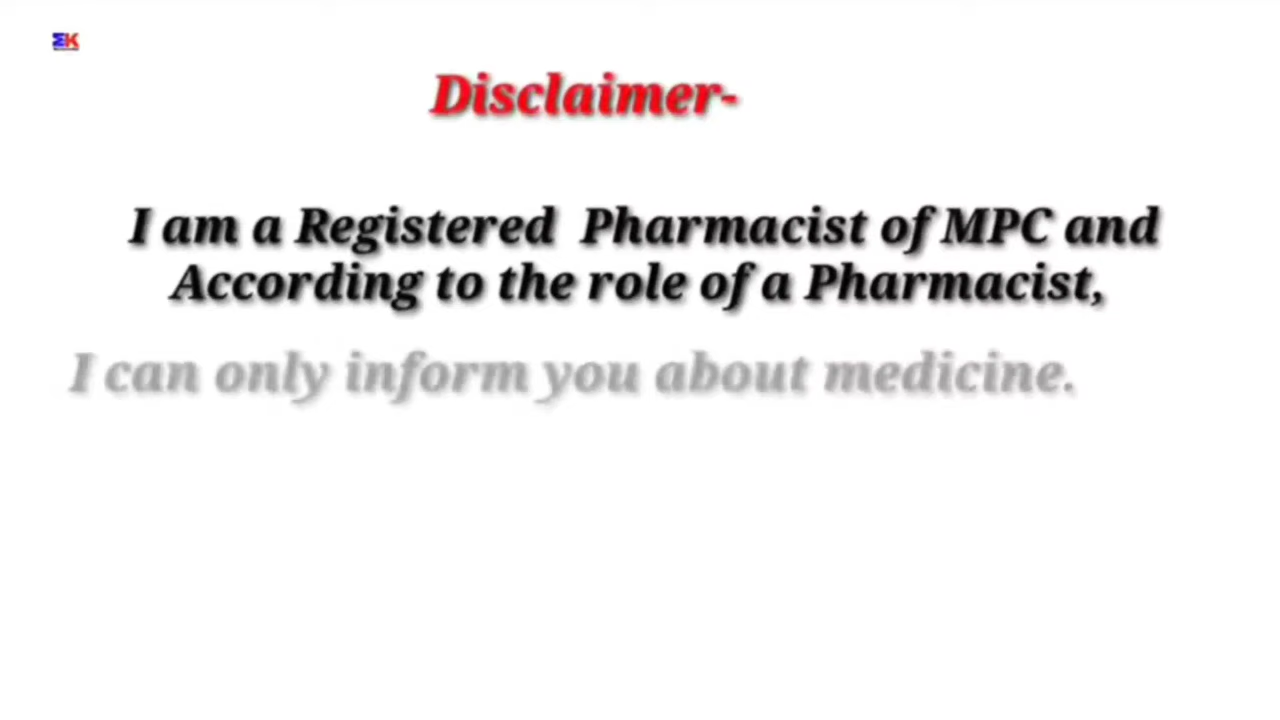 ΣK
Disclaimer-
I am a Registered Pharmacist of MPC and
According to the role of a Pharmacist,
I can only inform you about medicine.